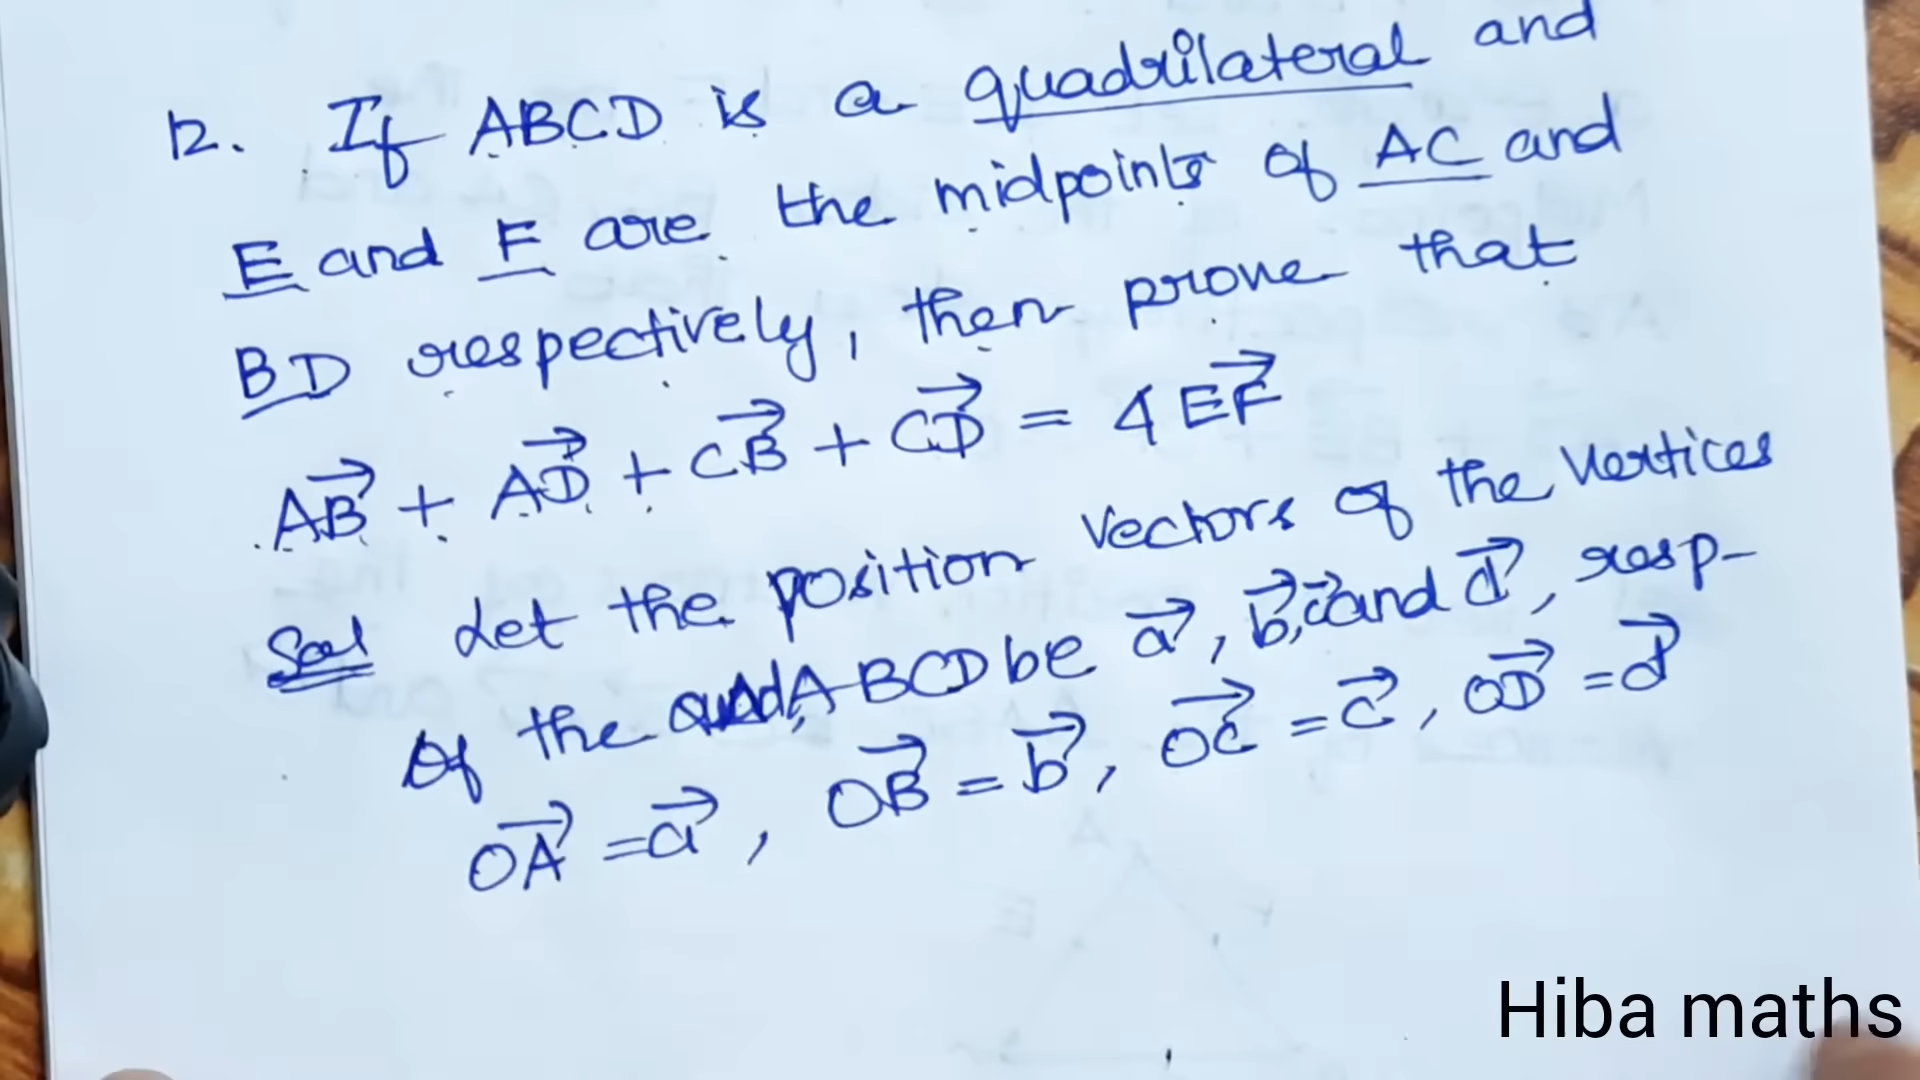 12. If ABCD is a quadrilateral and
E and F are the midpoints of AC and
BD respectively, then prove that
AB⃗ + AD⃗ + CB⃗ + CD⃗ = 4 EF⃗
Sol Let the position vectors of the vertices
of the quad ABCD be a⃗, b⃗, c⃗ and d⃗, resp-
OA⃗ = a⃗, OB⃗ = b⃗, OC⃗ = c⃗, OD⃗ = d⃗
Hiba maths